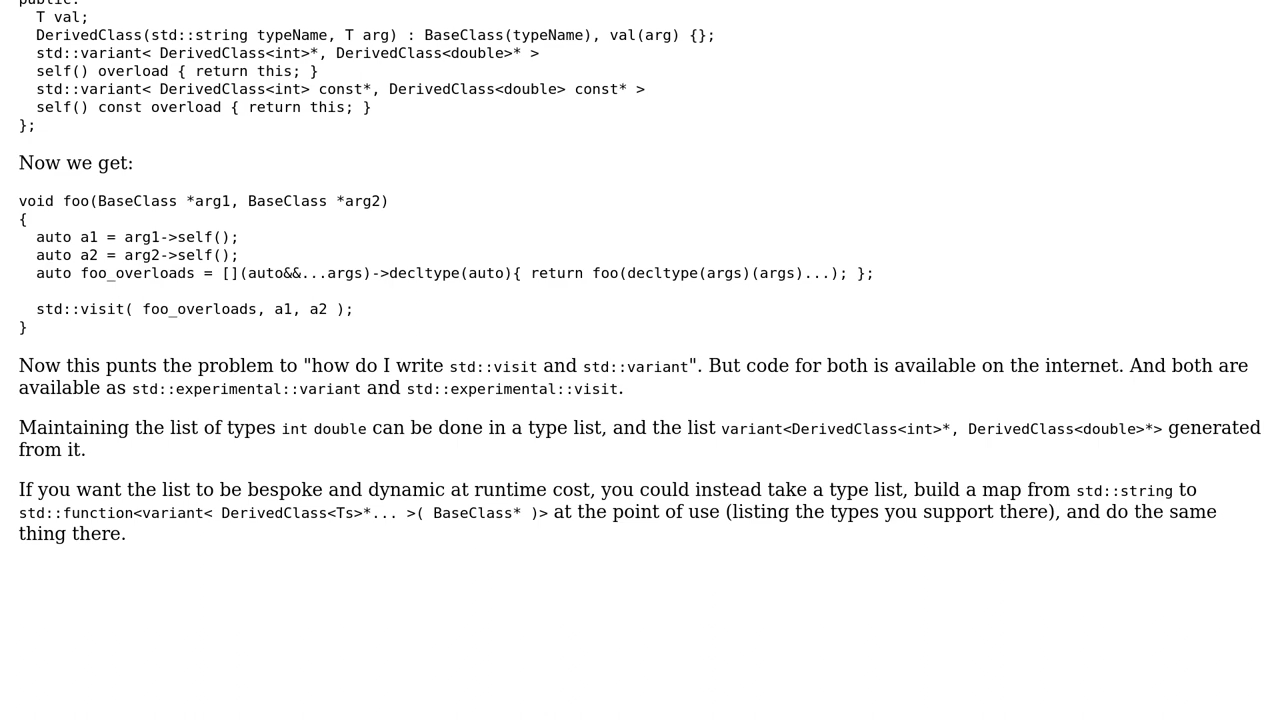 public:
  T val;
  DerivedClass(std::string typeName, T arg) : BaseClass(typeName), val(arg) {};
  std::variant< DerivedClass<int>*, DerivedClass<double>* >
  self() overload { return this; }
  std::variant< DerivedClass<int> const*, DerivedClass<double> const* >
  self() const overload { return this; }
};
Now we get:
void foo(BaseClass *arg1, BaseClass *arg2)
{
  auto a1 = arg1->self();
  auto a2 = arg2->self();
  auto foo_overloads = [](auto&&...args)->decltype(auto){ return foo(decltype(args)(args)...); };
  std::visit( foo_overloads, a1, a2 );
}
Now this punts the problem to "how do I write std::visit and std::variant". But code for both is available on the internet. And both are
available as std::experimental::variant and std::experimental::visit.
Maintaining the list of types int double can be done in a type list, and the list variant<DerivedClass<int>*, DerivedClass<double>*> generated
from it.
If you want the list to be bespoke and dynamic at runtime cost, you could instead take a type list, build a map from std::string to
std::function<variant< DerivedClass<Ts>*... >( BaseClass* )> at the point of use (listing the types you support there), and do the same
thing there.